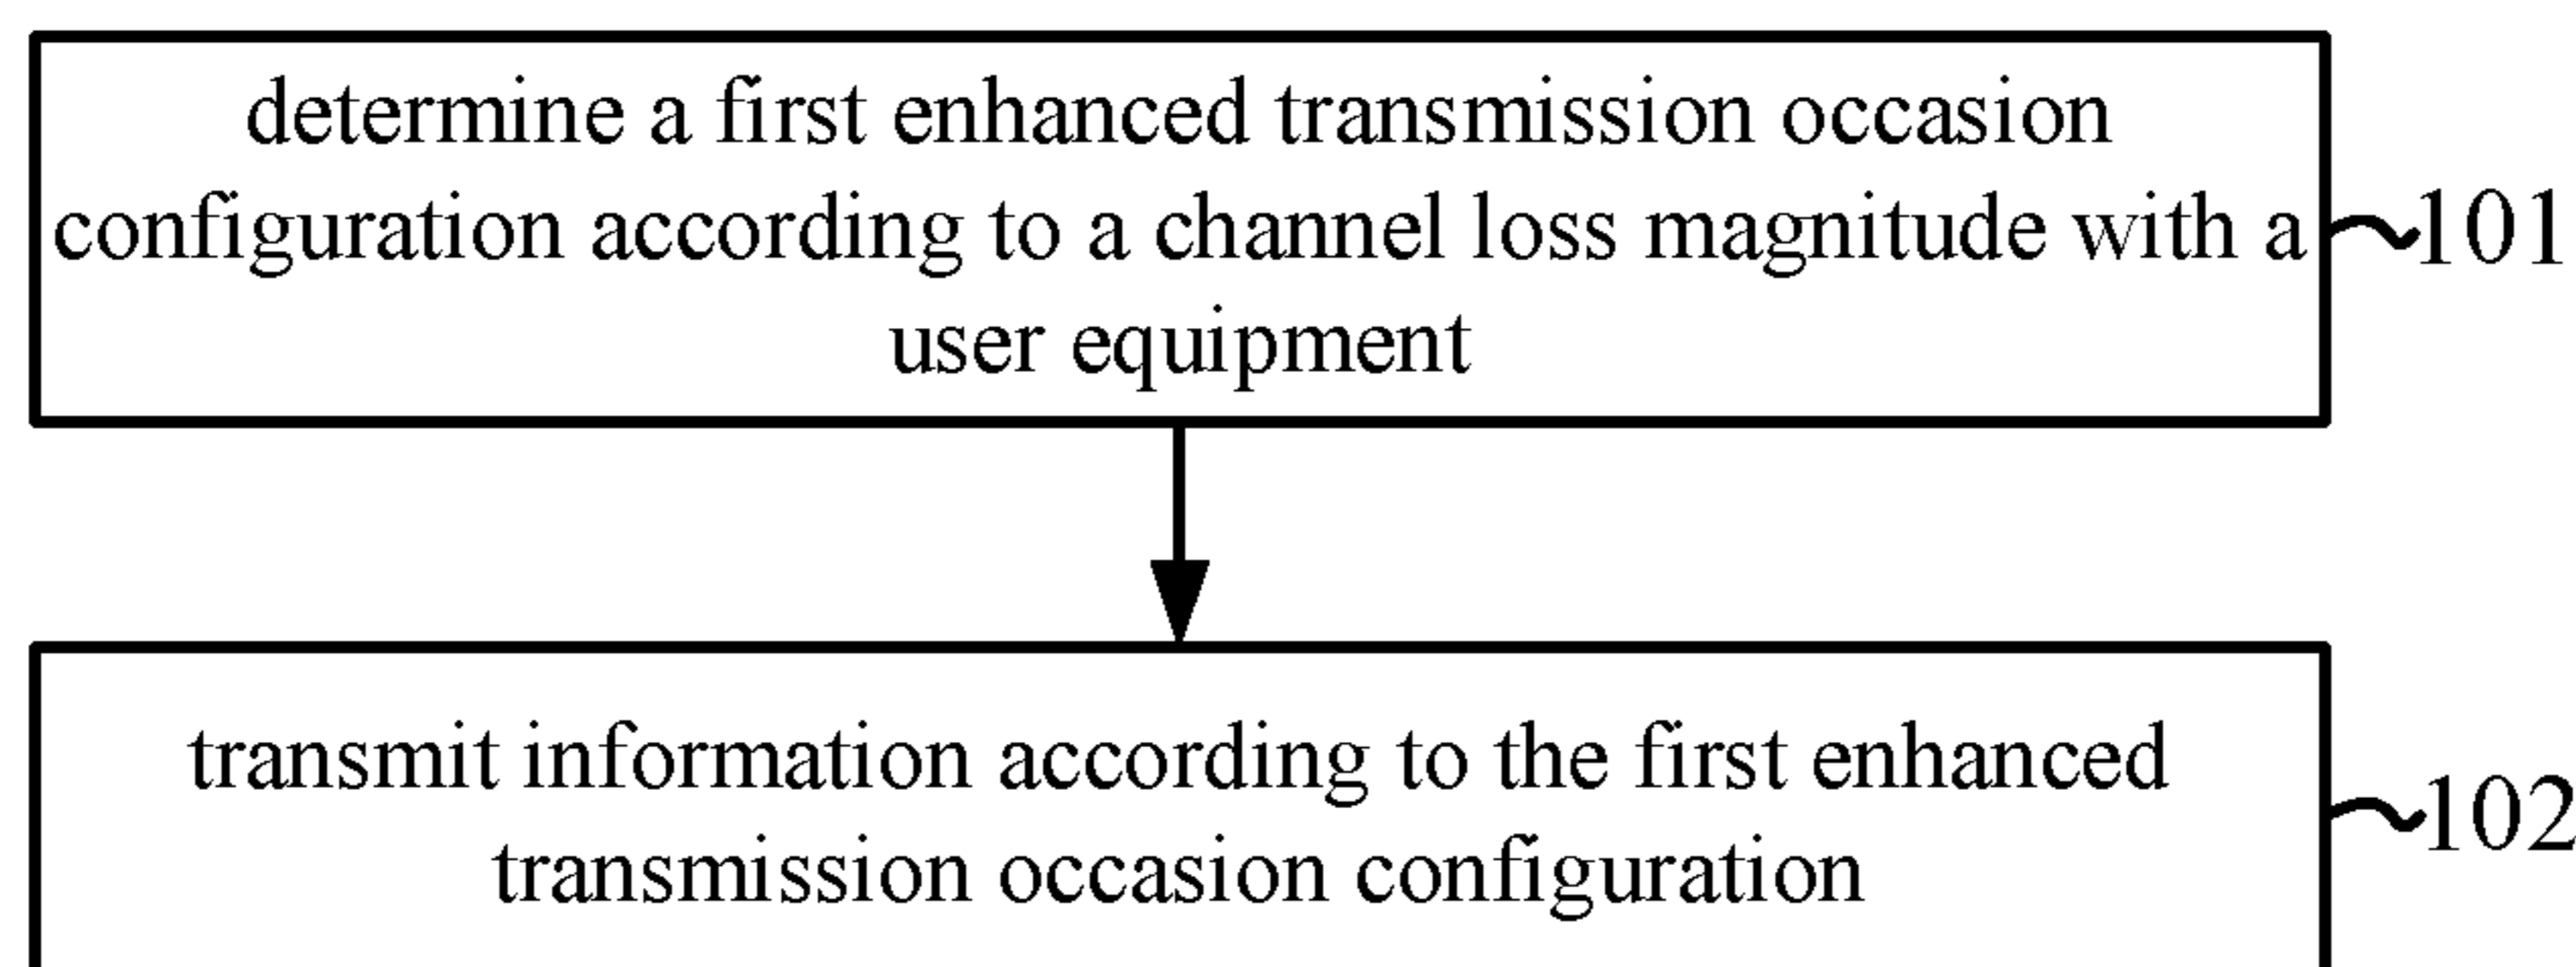 determine a first enhanced transmission occasion
configuration according to a channel loss magnitude with a
user equipment
101
transmit information according to the first enhanced
transmission occasion configuration
102